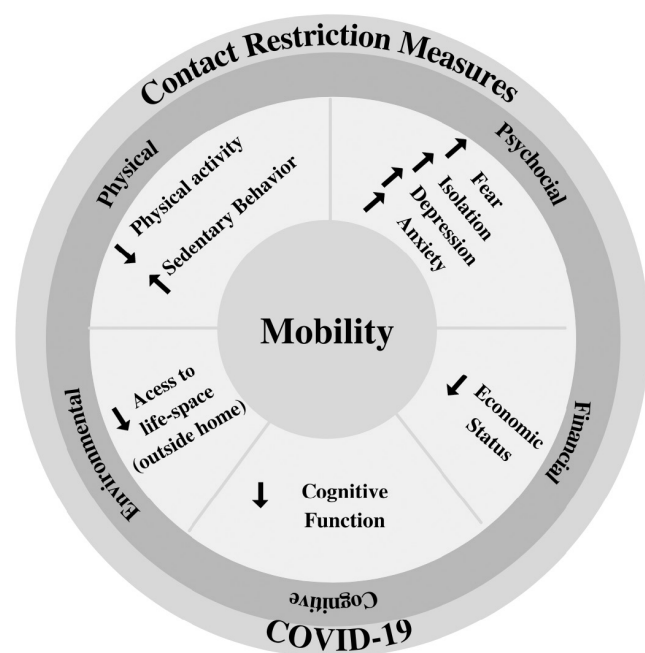 Contact Restriction Measures
Physical
Physical activity
Sedentary Behavior
Psychocial
Fear
Isolation
Depression
Anxiety
Mobility
Environmental
Acess to
life-space
(outside home)
Economic
Status
Financial
Cognitive
Function
Cognitive
COVID-19